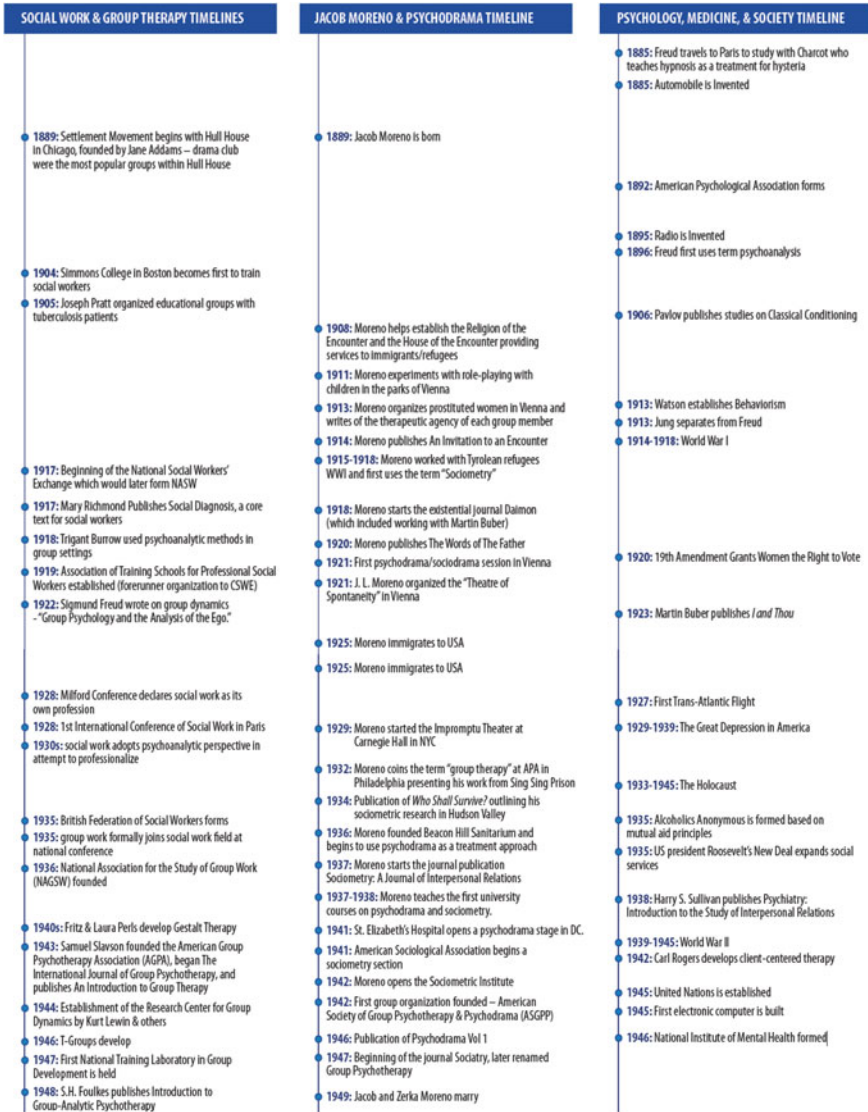 SOCIAL WORK & GROUP THERAPY TIMELINES
1889: Settlement Movement begins with Hull House
in Chicago, founded by Jane Addams – drama club
were the most popular groups within Hull House
1904: Simmons College in Boston becomes first to train
social workers
1905: Joseph Pratt organized educational groups with
tuberculosis patients
1917: Beginning of the National Social Workers'
Exchange which would later form NASW
1917: Mary Richmond Publishes Social Diagnosis, a core
text for social workers
1918: Trigant Burrow used psychoanalytic methods in
group settings
1919: Association of Training Schools for Professional Social
Workers established (forerunner organization to CSWE)
1922: Sigmund Freud wrote on group dynamics
- "Group Psychology and the Analysis of the Ego."
1928: Milford Conference declares social work as its
own profession
1928: 1st International Conference of Social Work in Paris
1930s: social work adopts psychoanalytic perspective in
attempt to professionalize
1935: British Federation of Social Workers forms
1935: group work formally joins social work field at
national conference
1936: National Association for the Study of Group Work
(NAGSW) founded
1940s: Fritz & Laura Perls develop Gestalt Therapy
1943: Samuel Slavson founded the American Group
Psychotherapy Association (AGPA), began The
International Journal of Group Psychotherapy, and
publishes An Introduction to Group Therapy
1944: Establishment of the Research Center for Group
Dynamics by Kurt Lewin & others
1946: T-Groups develop
1947: First National Training Laboratory in Group
Development is held
1948: S.H. Foulkes publishes Introduction to
Group-Analytic Psychotherapy
JACOB MORENO & PSYCHODRAMA TIMELINE
1889: Jacob Moreno is born
1908: Moreno helps establish the Religion of the
Encounter and the House of the Encounter providing
services to immigrants/refugees
1911: Moreno experiments with role-playing with
children in the parks of Vienna
1913: Moreno organizes prostituted women in Vienna and
writes of the therapeutic agency of each group member
1914: Moreno publishes An Invitation to an Encounter
1915-1918: Moreno worked with Tyrolean refugees
WWI and first uses the term "Sociometry"
1918: Moreno starts the existential journal Daimon
(which included working with Martin Buber)
1920: Moreno publishes The Words of The Father
1921: First psychodrama/sociodrama session in Vienna
1921: J. L. Moreno organized the "Theatre of
Spontaneity" in Vienna
1925: Moreno immigrates to USA
1925: Moreno immigrates to USA
1929: Moreno started the Impromptu Theater at
Carnegie Hall in NYC
1932: Moreno coins the term "group therapy" at APA in
Philadelphia presenting his work from Sing Sing Prison
1934: Publication of Who Shall Survive? outlining his
sociometric research in Hudson Valley
1936: Moreno founded Beacon Hill Sanitarium and
begins to use psychodrama as a treatment approach
1937: Moreno starts the journal publication
Sociometry: A Journal of Interpersonal Relations
1937-1938: Moreno teaches the first university
courses on psychodrama and sociometry.
1941: St. Elizabeth's Hospital opens a psychodrama stage in DC.
1941: American Sociological Association begins a
sociometry section
1942: Moreno opens the Sociometric Institute
1942: First group organization founded – American
Society of Group Psychotherapy & Psychodrama (ASGPP)
1946: Publication of Psychodrama Vol 1
1947: Beginning of the journal Sociatry, later renamed
Group Psychotherapy
1949: Jacob and Zerka Moreno marry
PSYCHOLOGY, MEDICINE, & SOCIETY TIMELINE
1885: Freud travels to Paris to study with Charcot who
teaches hypnosis as a treatment for hysteria
1885: Automobile is Invented
1892: American Psychological Association forms
1895: Radio is Invented
1896: Freud first uses term psychoanalysis
1906: Pavlov publishes studies on Classical Conditioning
1913: Watson establishes Behaviorism
1913: Jung separates from Freud
1914-1918: World War I
1920: 19th Amendment Grants Women the Right to Vote
1923: Martin Buber publishes I and Thou
1927: First Trans-Atlantic Flight
1929-1939: The Great Depression in America
1933-1945: The Holocaust
1935: Alcoholics Anonymous is formed based on
mutual aid principles
1935: US president Roosevelt's New Deal expands social
services
1938: Harry S. Sullivan publishes Psychiatry:
Introduction to the Study of Interpersonal Relations
1939-1945: World War II
1942: Carl Rogers develops client-centered therapy
1945: United Nations is established
1945: First electronic computer is built
1946: National Institute of Mental Health formed